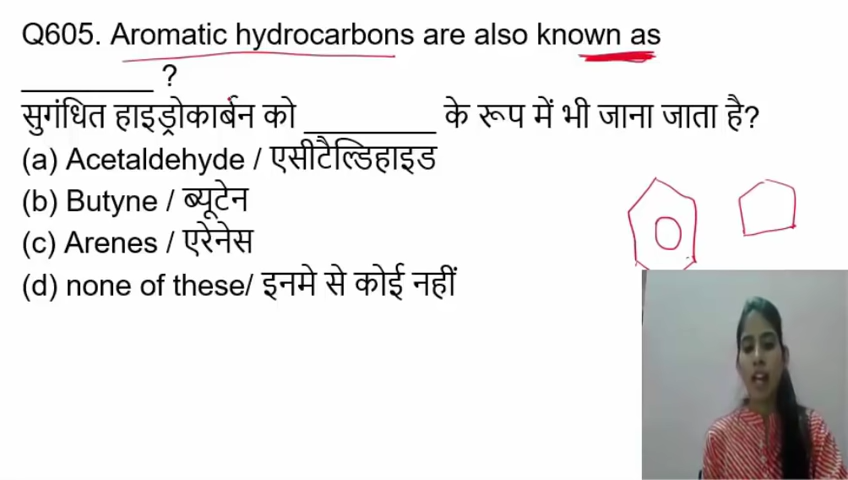 Q605. Aromatic hydrocarbons are also known as
________ ?
सुगंधित हाइड्रोकार्बन को ________ के रूप में भी जाना जाता है?
(a) Acetaldehyde / एसीटैल्डिहाइड
(b) Butyne / ब्यूटेन
(c) Arenes / एरेनेस
(d) none of these/ इनमे से कोई नहीं